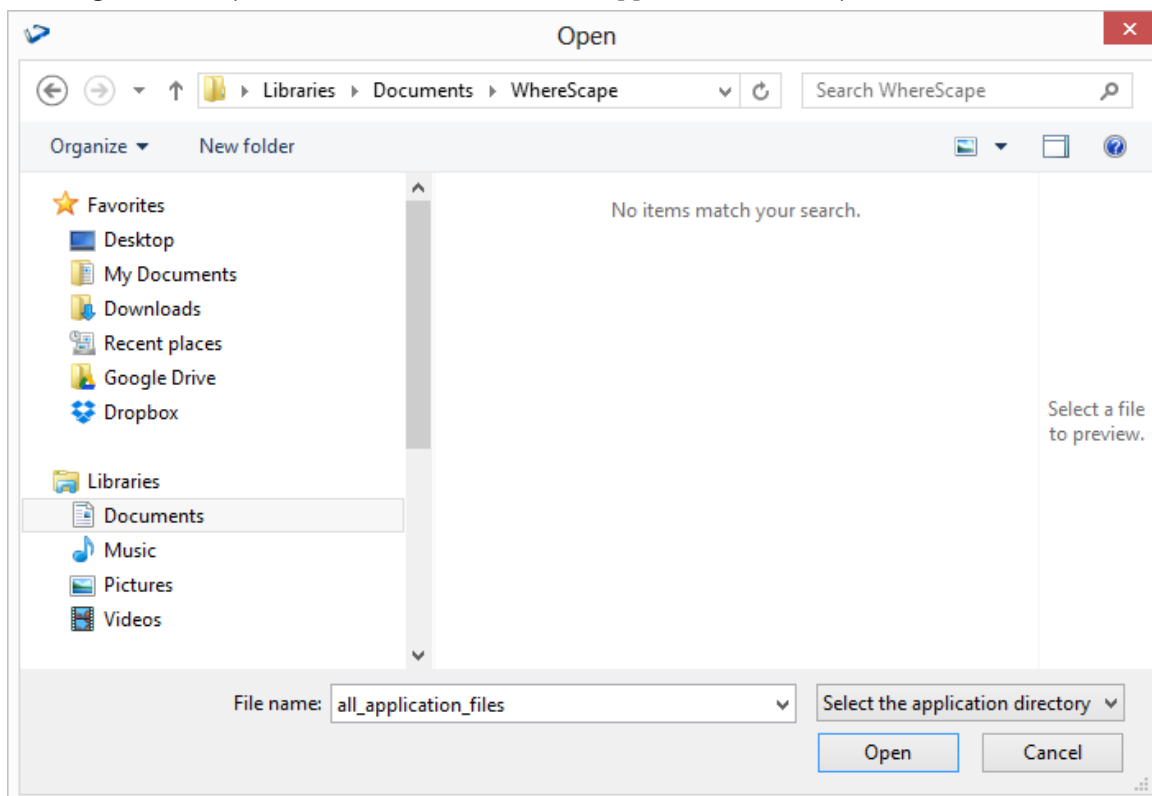 Open
Libraries Documents WhereScape
Search WhereScape
Organize
New folder
Favorites
Desktop
My Documents
Downloads
Recent places
Google Drive
Dropbox
Libraries
Documents
Music
Pictures
Videos
No items match your search.
Select a file
to preview.
File name: all_application_files
Select the application directory
Open
Cancel